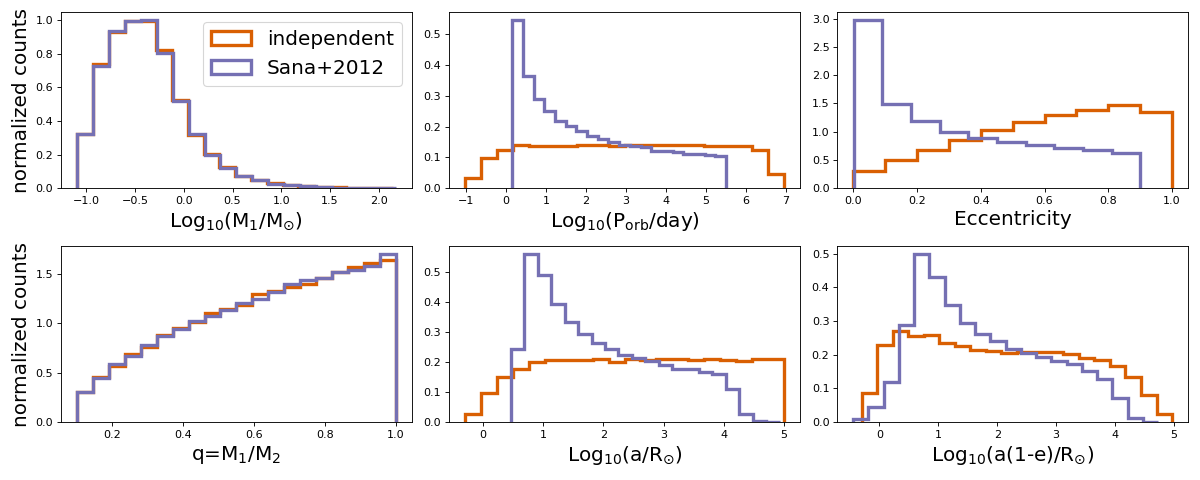 normalized counts
1.0
0.8
0.6
0.4
0.2
0.0
independent
Sana+2012
−1.0 −0.5 0.0 0.5 1.0 1.5 2.0
Log₁₀(M₁/M☉)
0.5
0.4
0.3
0.2
0.1
0.0
−1 0 1 2 3 4 5 6 7
Log₁₀(Pₒᵣb/day)
3.0
2.5
2.0
1.5
1.0
0.5
0.0
0.0 0.2 0.4 0.6 0.8 1.0
Eccentricity
normalized counts
1.5
1.0
0.5
0.0
0.2 0.4 0.6 0.8 1.0
q=M₁/M₂
0.5
0.4
0.3
0.2
0.1
0.0
0 1 2 3 4 5
Log₁₀(a/R☉)
0.5
0.4
0.3
0.2
0.1
0.0
0 1 2 3 4 5
Log₁₀(a(1-e)/R☉)